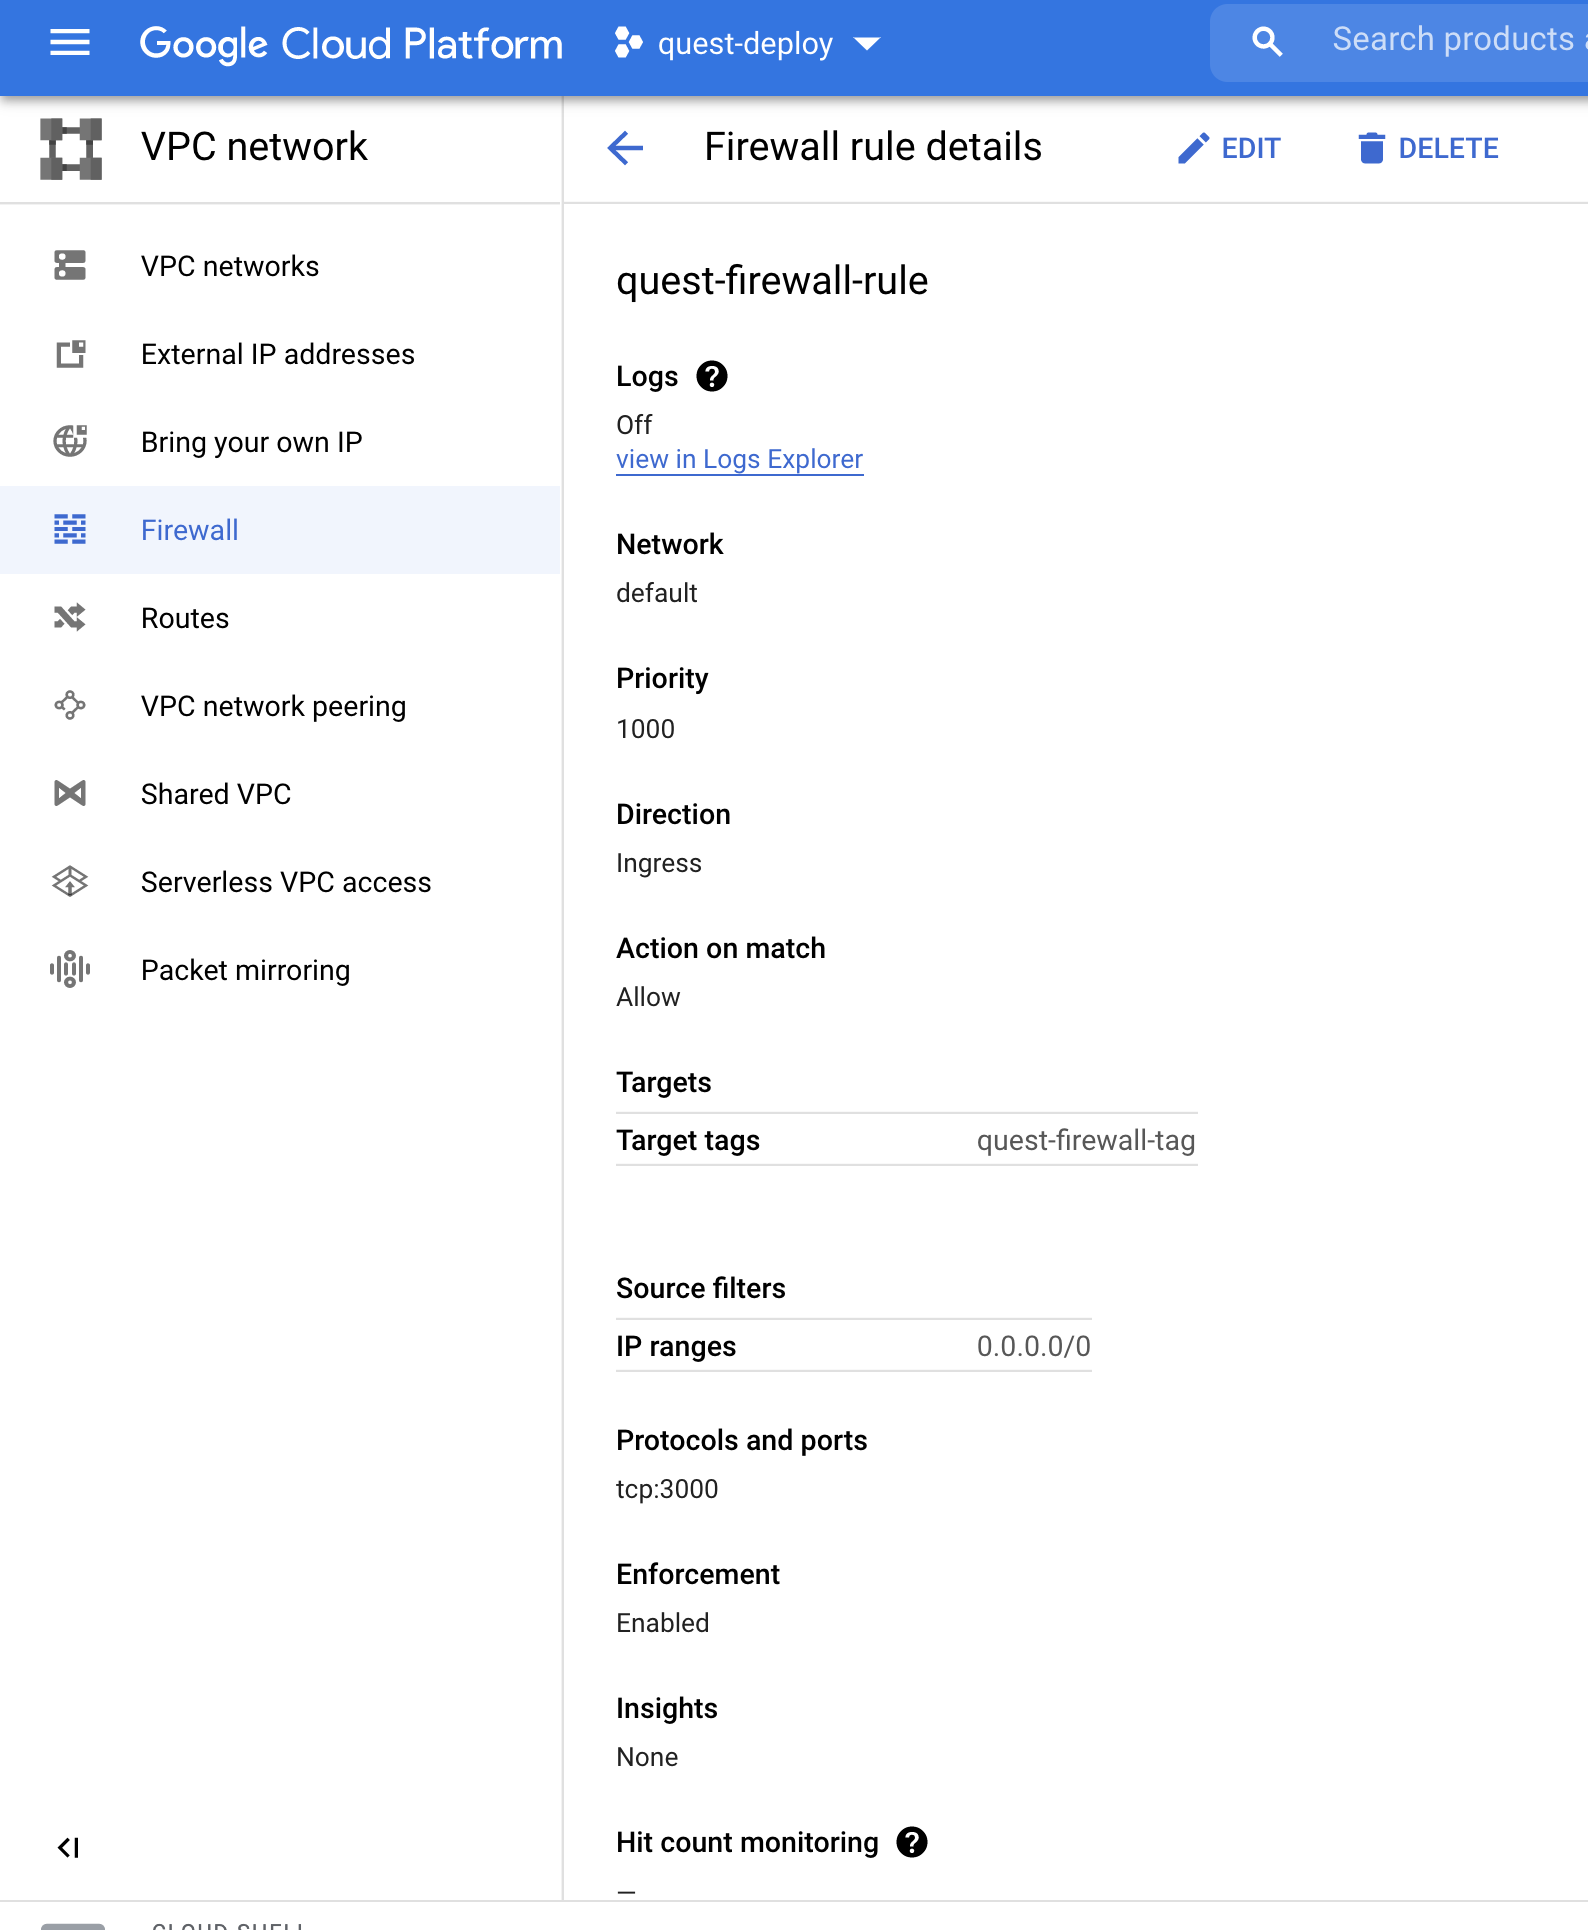 Google Cloud Platform
quest-deploy
Search products
VPC network
Firewall rule details
EDIT
DELETE
VPC networks
External IP addresses
Bring your own IP
Firewall
Routes
VPC network peering
Shared VPC
Serverless VPC access
Packet mirroring
quest-firewall-rule
Logs
Off
view in Logs Explorer
Network
default
Priority
1000
Direction
Ingress
Action on match
Allow
Targets
Target tags quest-firewall-tag
Source filters
IP ranges 0.0.0.0/0
Protocols and ports
tcp:3000
Enforcement
Enabled
Insights
None
Hit count monitoring
—
CLOUD SHELL